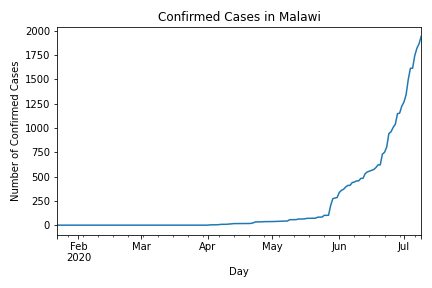 Confirmed Cases in Malawi
Number of Confirmed Cases
2000
1750
1500
1250
1000
750
500
250
0
Feb
2020
Mar
Apr
May
Jun
Jul
Day